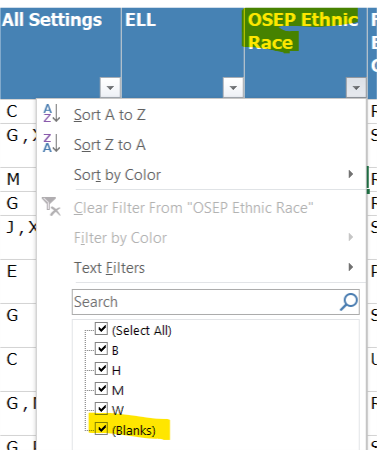 All Settings ELL OSEP Ethnic
Race
C
G,X
M
G
J,X
E
G
C
G,
G,
Sort A to Z
Sort Z to A
Sort by Color
Clear Filter From "OSEP Ethnic Race"
Filter by Color
Text Filters
Search
(Select All)
B
H
M
W
(Blanks)